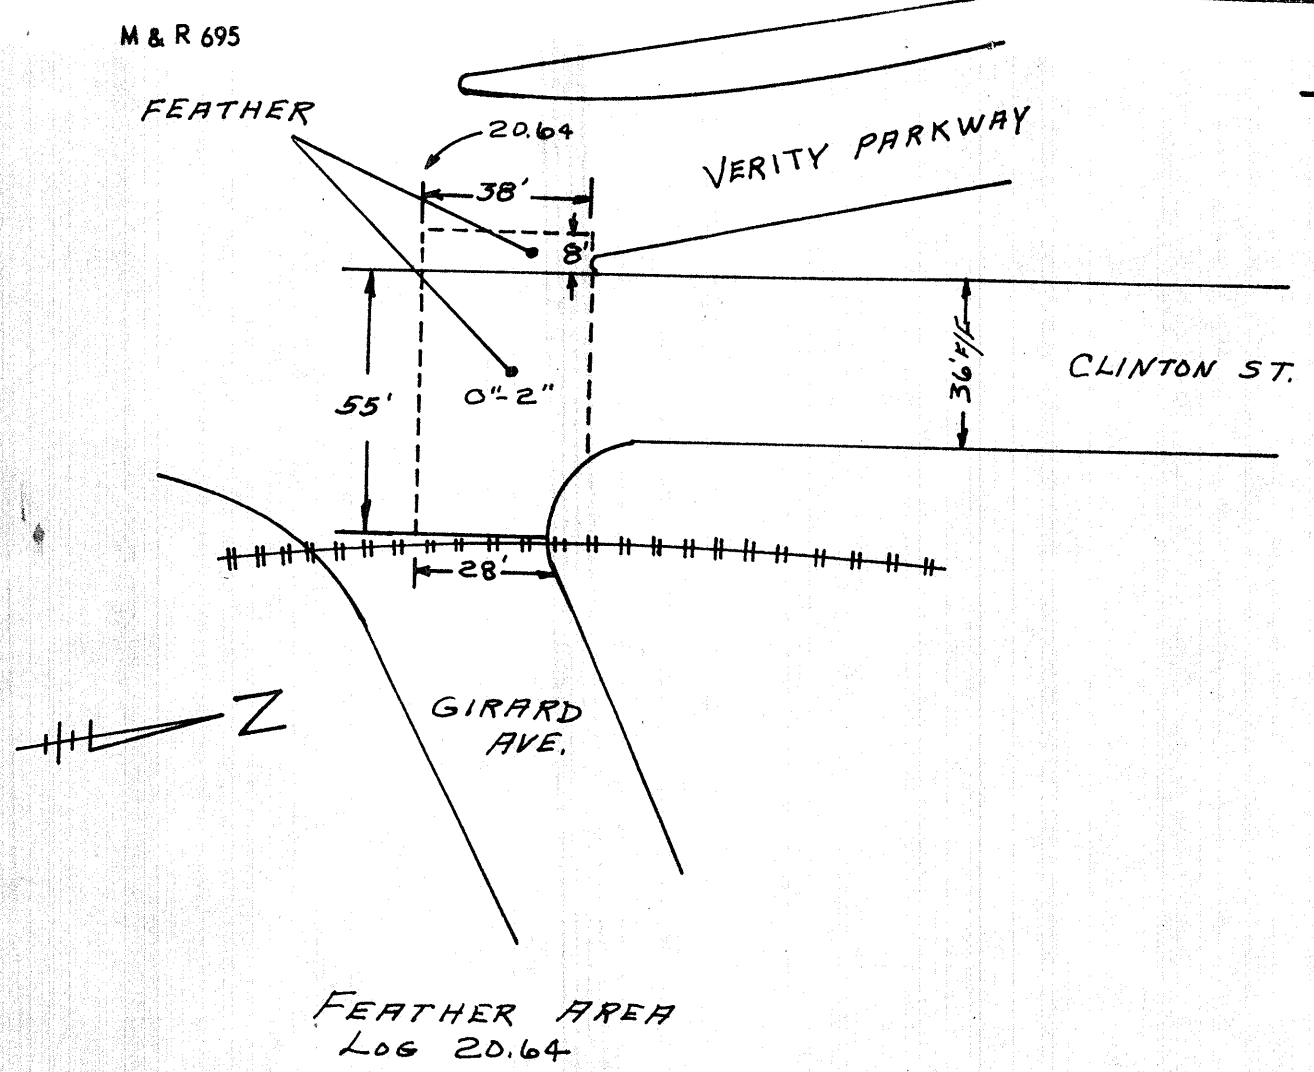 M & R 695
FEATHER
20.64
VERITY PARKWAY
38'
8'
36' F/F
CLINTON ST.
55'
0"-2"
28'
GIRARD
AVE.
N
FEATHER AREA
LOG 20.64